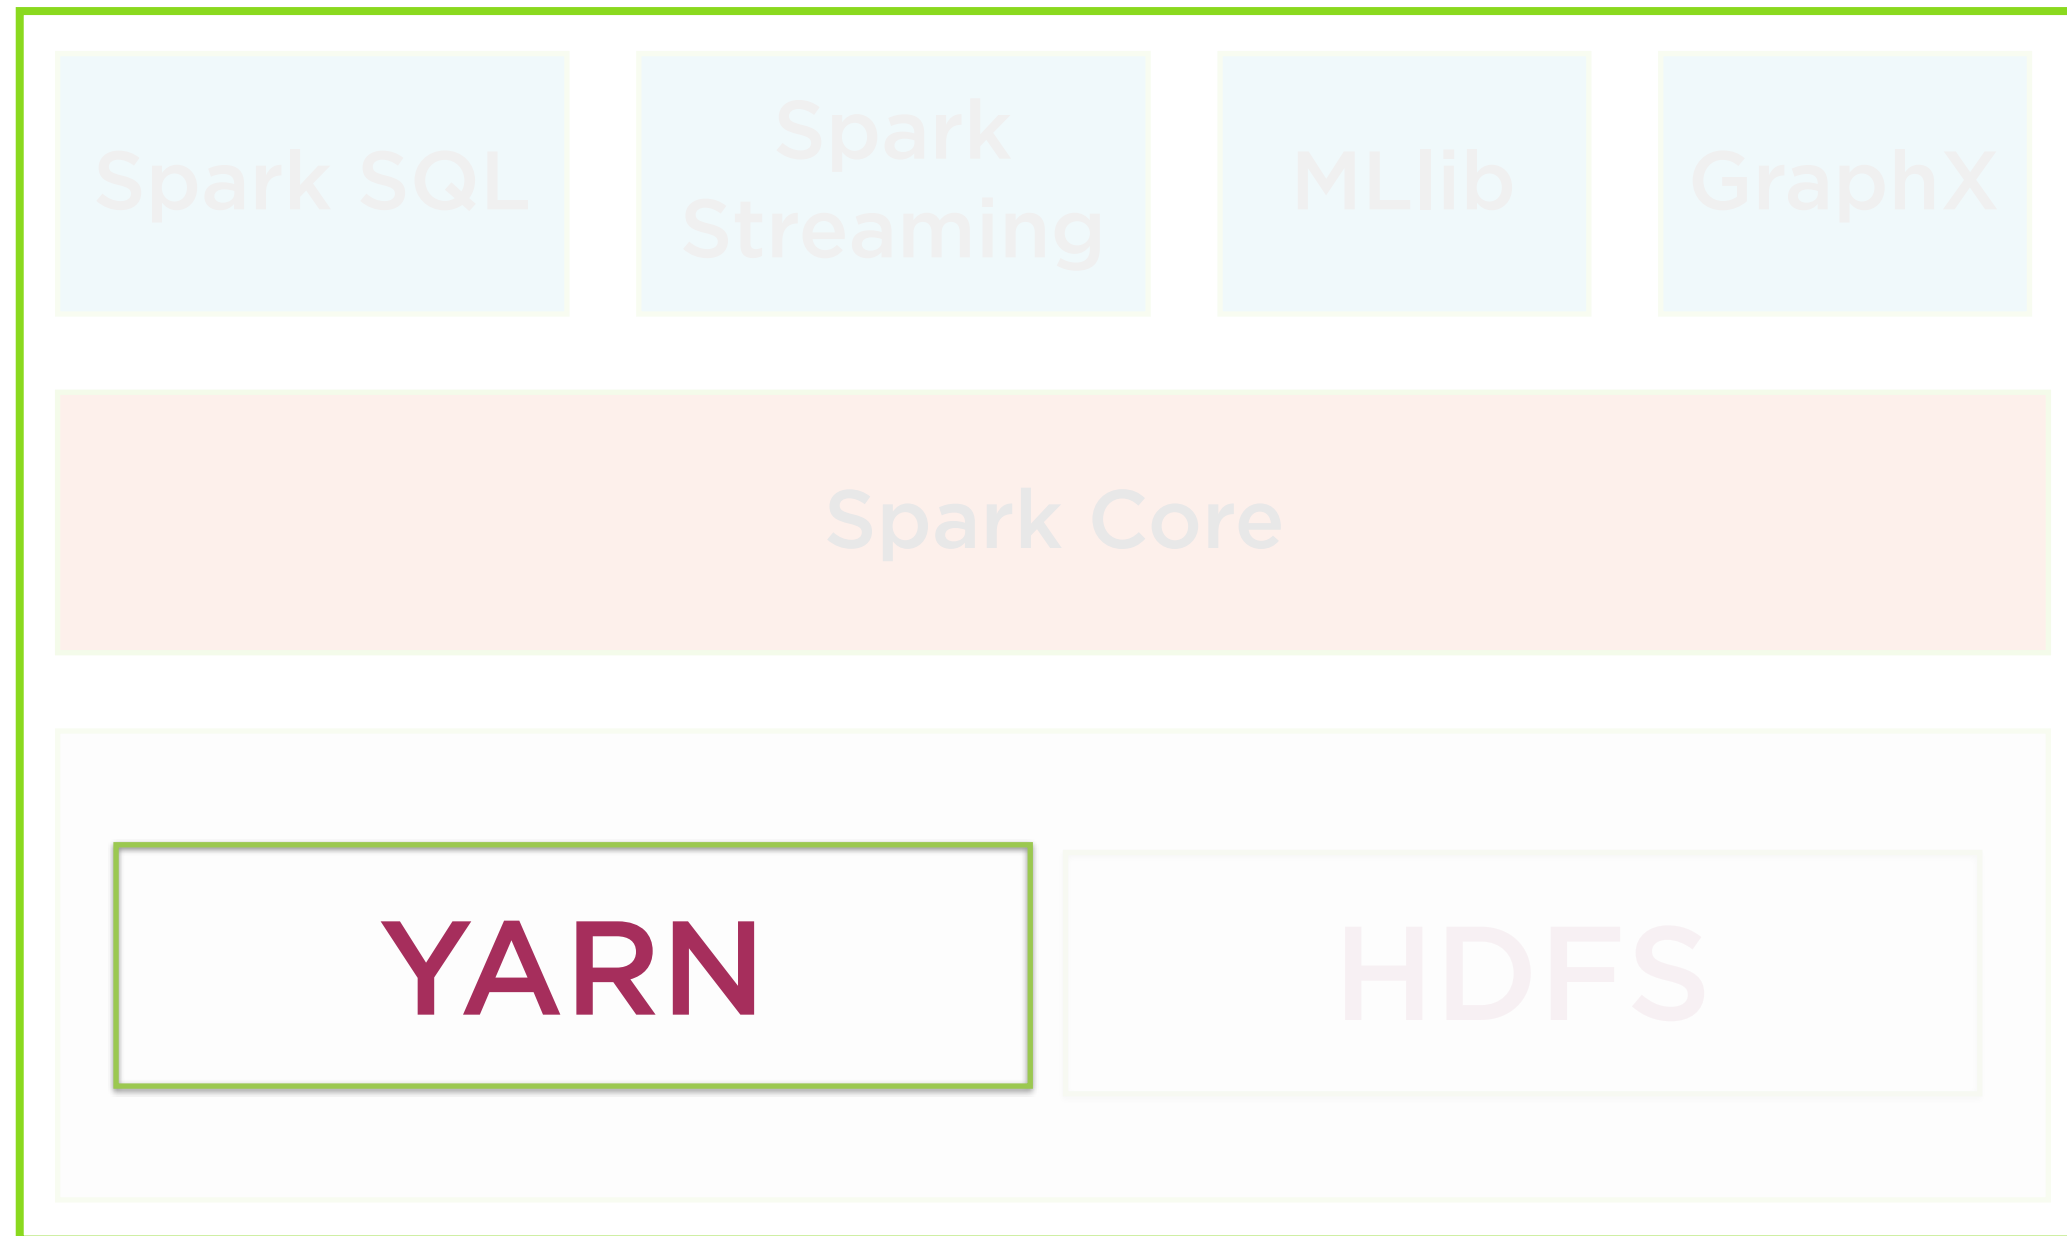 Spark SQL
Spark
Streaming
MLlib
GraphX
Spark Core
YARN
HDFS